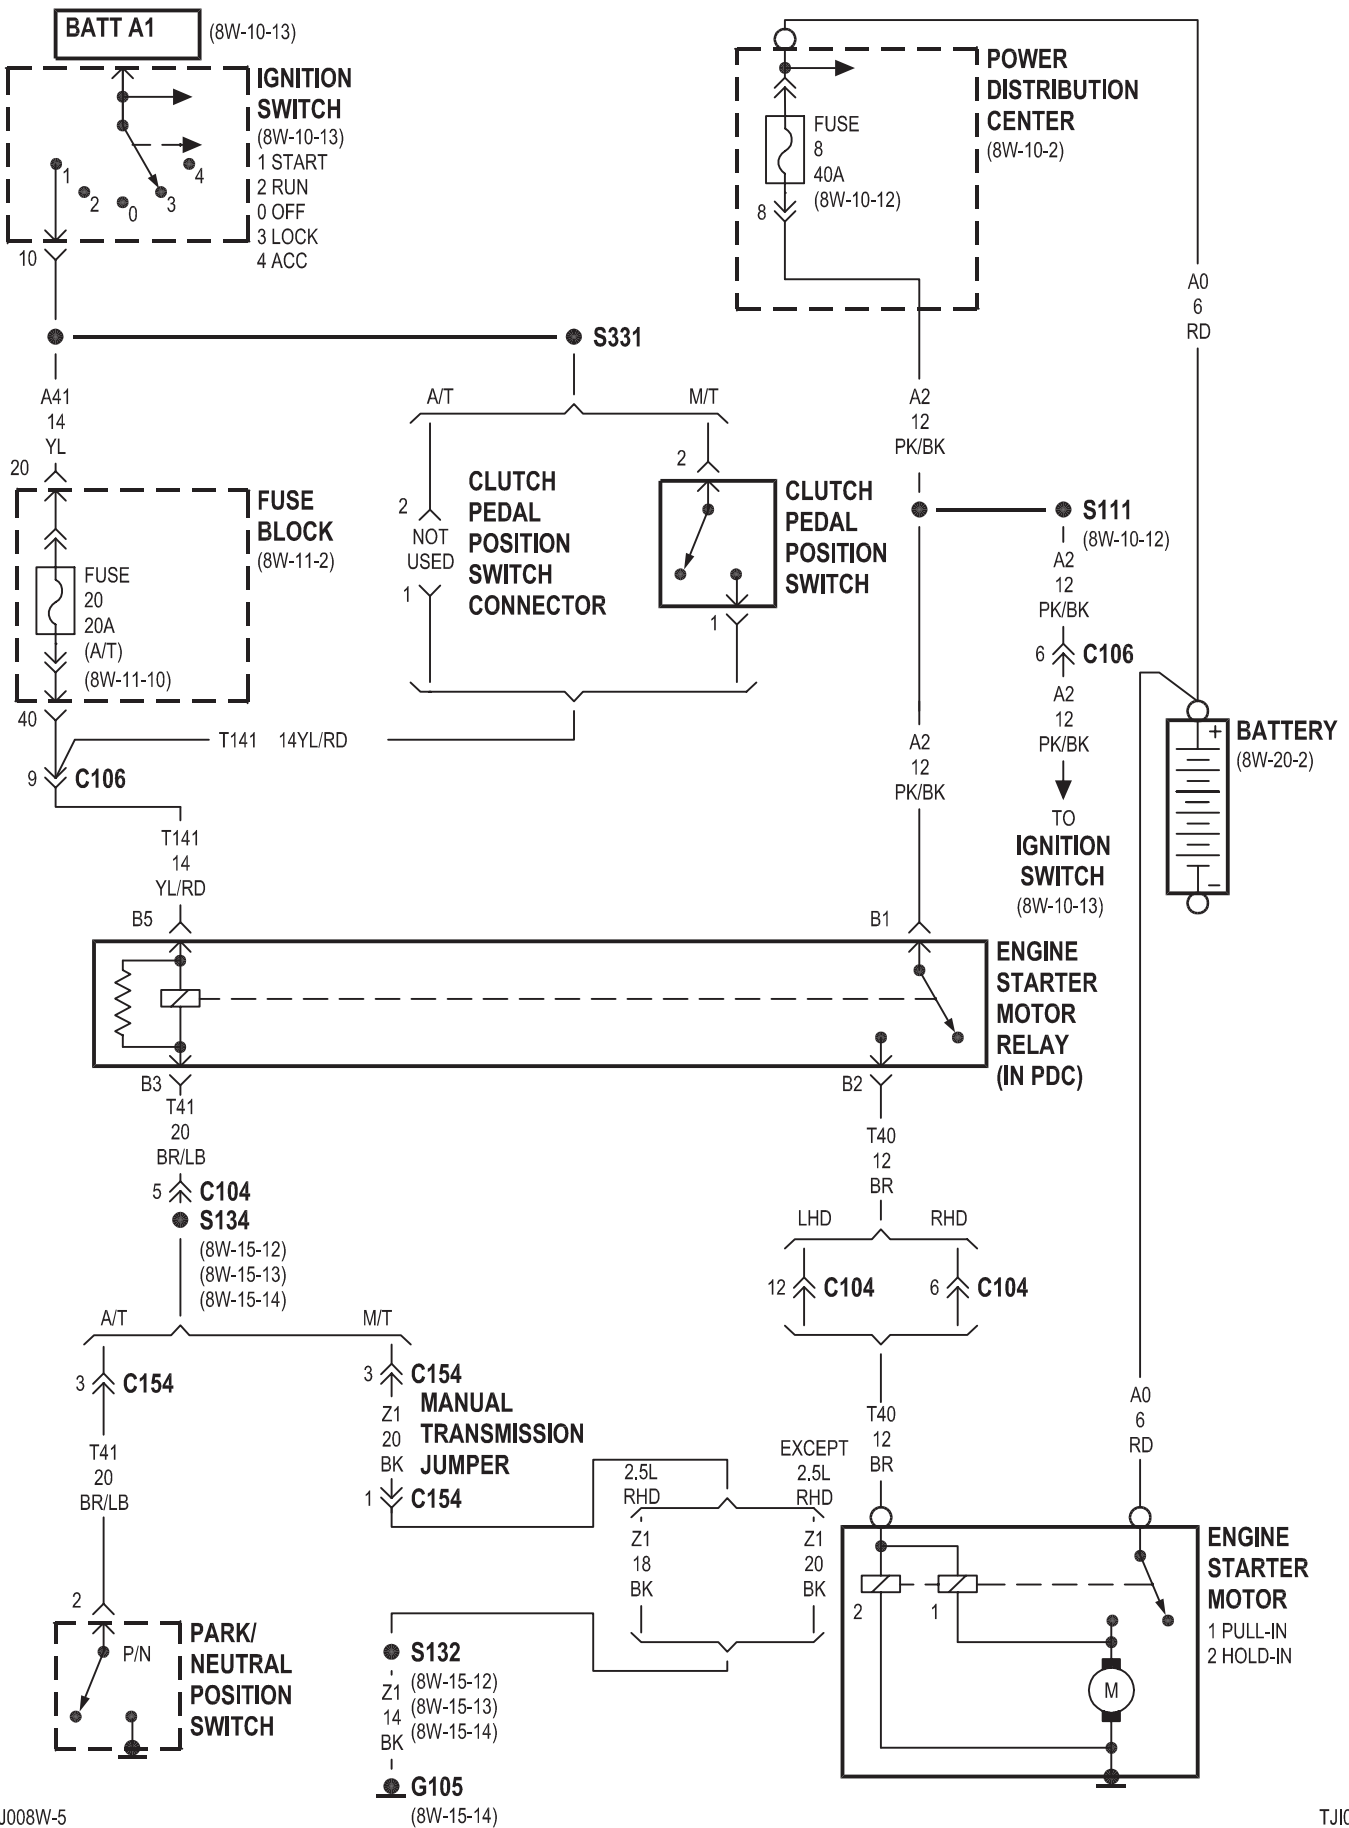 BATT A1
(8W-10-13)
IGNITION
SWITCH
(8W-10-13)
1 START
2 RUN
0 OFF
3 LOCK
4 ACC
1
2
0
3
4
10
POWER
DISTRIBUTION
CENTER
(8W-10-2)
FUSE
8
40A
(8W-10-12)
8
A0
6
RD
S331
A41
14
YL
20
A/T
M/T
A2
12
PK/BK
FUSE
BLOCK
(8W-11-2)
FUSE
20
20A
(A/T)
(8W-11-10)
40
2
NOT
USED
1
CLUTCH
PEDAL
POSITION
SWITCH
CONNECTOR
2
1
CLUTCH
PEDAL
POSITION
SWITCH
S111
(8W-10-12)
A2
12
PK/BK
6
C106
A2
12
PK/BK
TO
IGNITION
SWITCH
(8W-10-13)
+
BATTERY
(8W-20-2)
−
T141 14YL/RD
9
C106
A2
12
PK/BK
T141
14
YL/RD
B5
B1
ENGINE
STARTER
MOTOR
RELAY
(IN PDC)
B3
B2
T41
20
BR/LB
5
C104
S134
(8W-15-12)
(8W-15-13)
(8W-15-14)
T40
12
BR
LHD
RHD
12
C104
6
C104
A/T
M/T
3
C154
3
C154
Z1
20
BK
MANUAL
TRANSMISSION
JUMPER
1
C154
T41
20
BR/LB
2
P/N
PARK/
NEUTRAL
POSITION
SWITCH
2.5L
RHD
EXCEPT
2.5L
RHD
Z1
18
BK
Z1
20
BK
T40
12
BR
A0
6
RD
S132
(8W-15-12)
(8W-15-13)
(8W-15-14)
Z1
14
BK
G105
(8W-15-14)
2
1
M
ENGINE
STARTER
MOTOR
1 PULL-IN
2 HOLD-IN
J008W-5